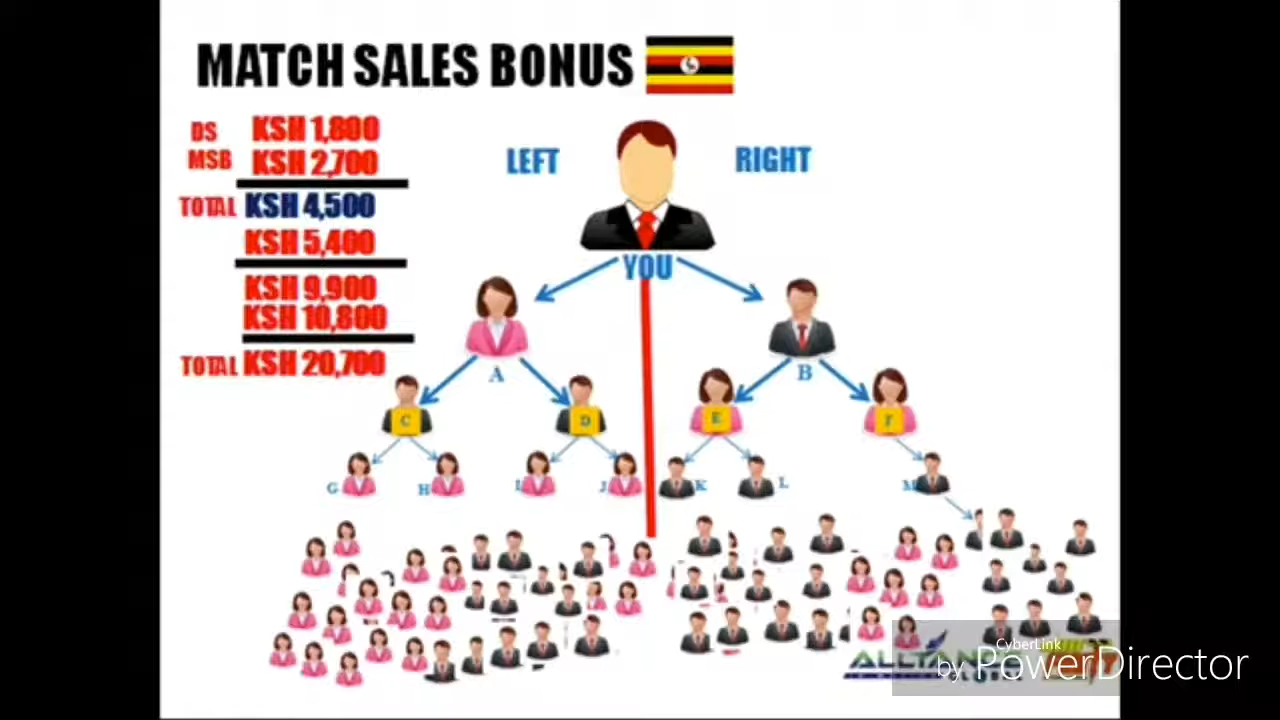 MATCH SALES BONUS
DS KSH 1,800
MSB KSH 2,700
TOTAL KSH 4,500
KSH 5,400
KSH 9,900
KSH 10,800
TOTAL KSH 20,700
LEFT
RIGHT
YOU
A
B
C
D
E
F
G
H
I
J
K
L
M
CyberLink
by PowerDirector